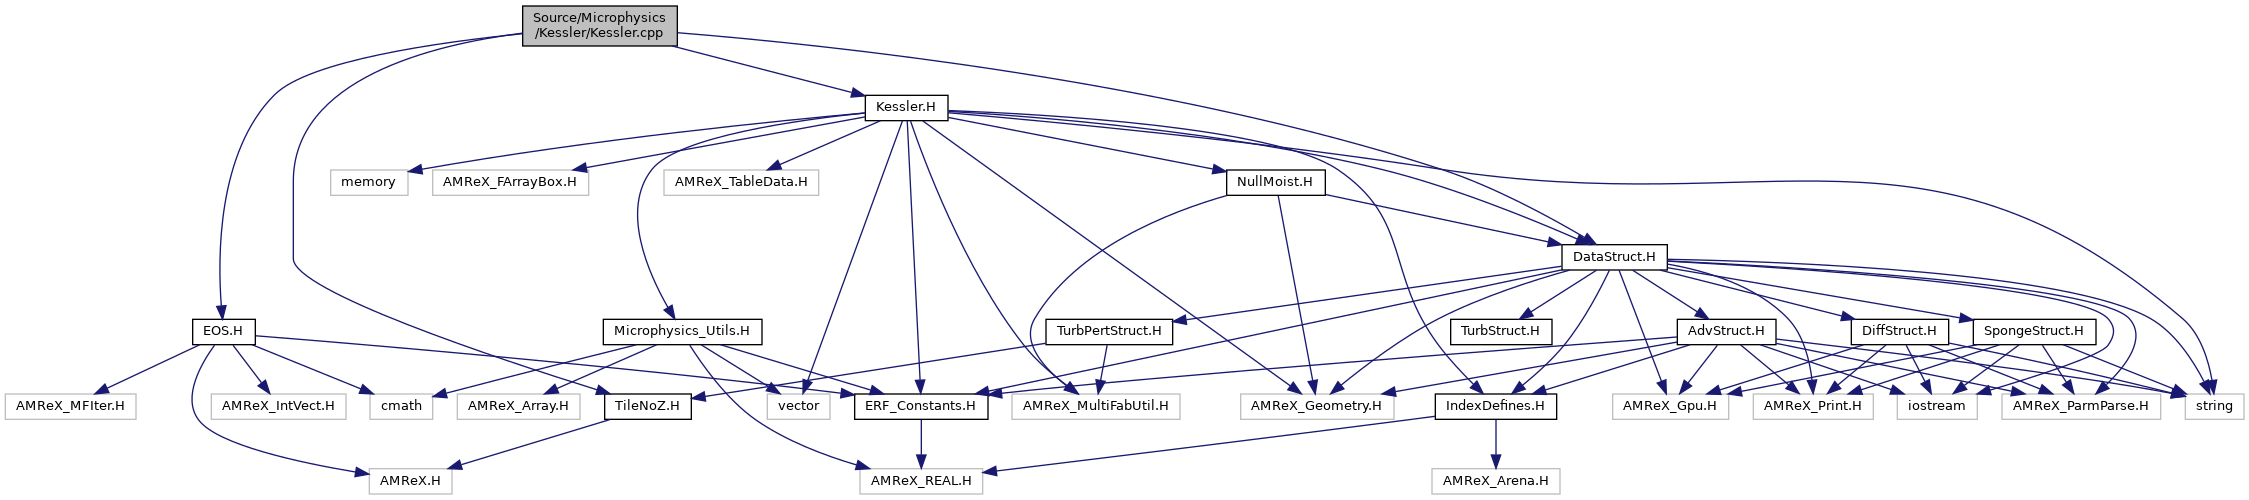 Source/Microphysics
/Kessler/Kessler.cpp
Kessler.H
memory
AMReX_FArrayBox.H
AMReX_TableData.H
NullMoist.H
DataStruct.H
EOS.H
Microphysics_Utils.H
TurbPertStruct.H
TurbStruct.H
AdvStruct.H
DiffStruct.H
SpongeStruct.H
AMReX_MFIter.H
AMReX_IntVect.H
cmath
AMReX_Array.H
TileNoZ.H
vector
ERF_Constants.H
AMReX_MultiFabUtil.H
AMReX_Geometry.H
IndexDefines.H
AMReX_Gpu.H
AMReX_Print.H
iostream
AMReX_ParmParse.H
string
AMReX.H
AMReX_REAL.H
AMReX_Arena.H